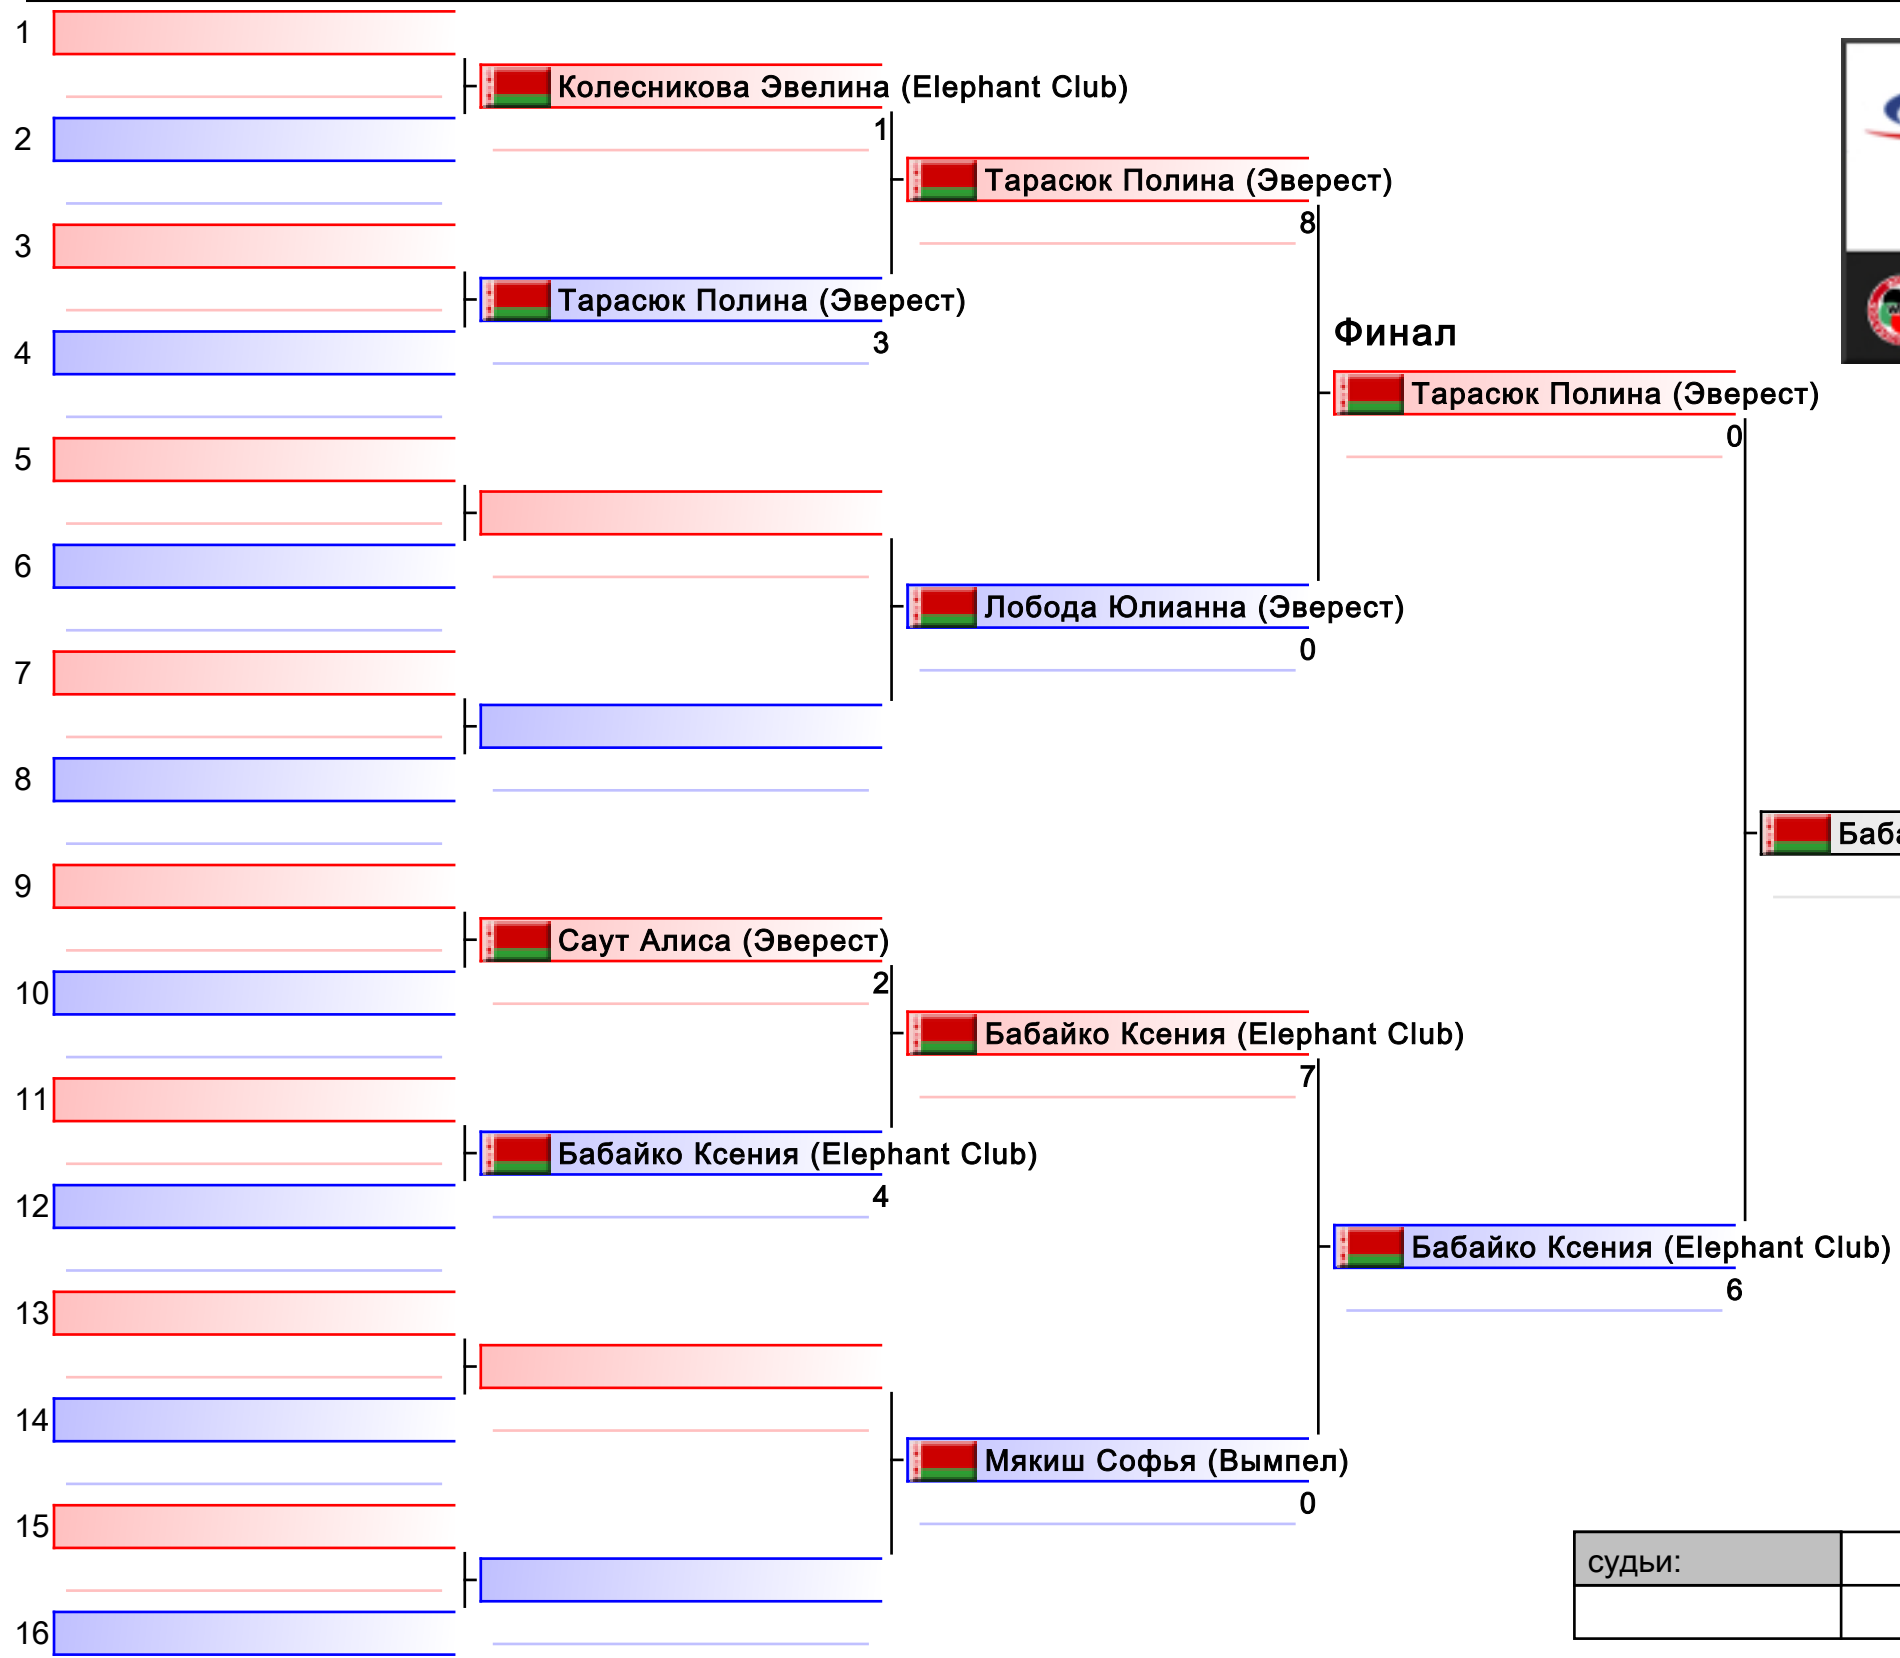 1
Колесникова Эвелина (Elephant Club)
1
2
Тарасюк Полина (Эверест)
8
3
Тарасюк Полина (Эверест)
3
4
Финал
Тарасюк Полина (Эверест)
0
5
6
Лобода Юлианна (Эверест)
0
7
8
9
Саут Алиса (Эверест)
2
10
Бабайко Ксения (Elephant Club)
7
11
Бабайко Ксения (Elephant Club)
4
12
Бабайко Ксения (Elephant Club)
6
13
14
Мякиш Софья (Вымпел)
0
15
16
судьи: